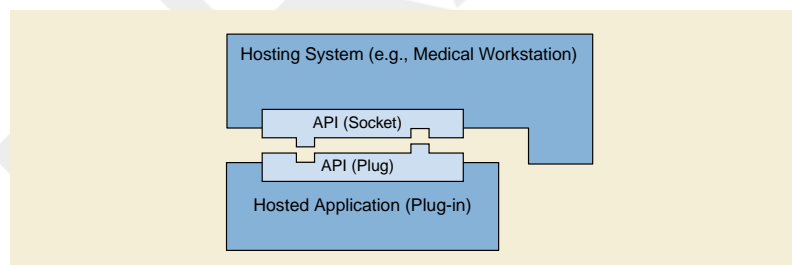 Hosting System (e.g., Medical Workstation)
API (Socket)
API (Plug)
Hosted Application (Plug-in)